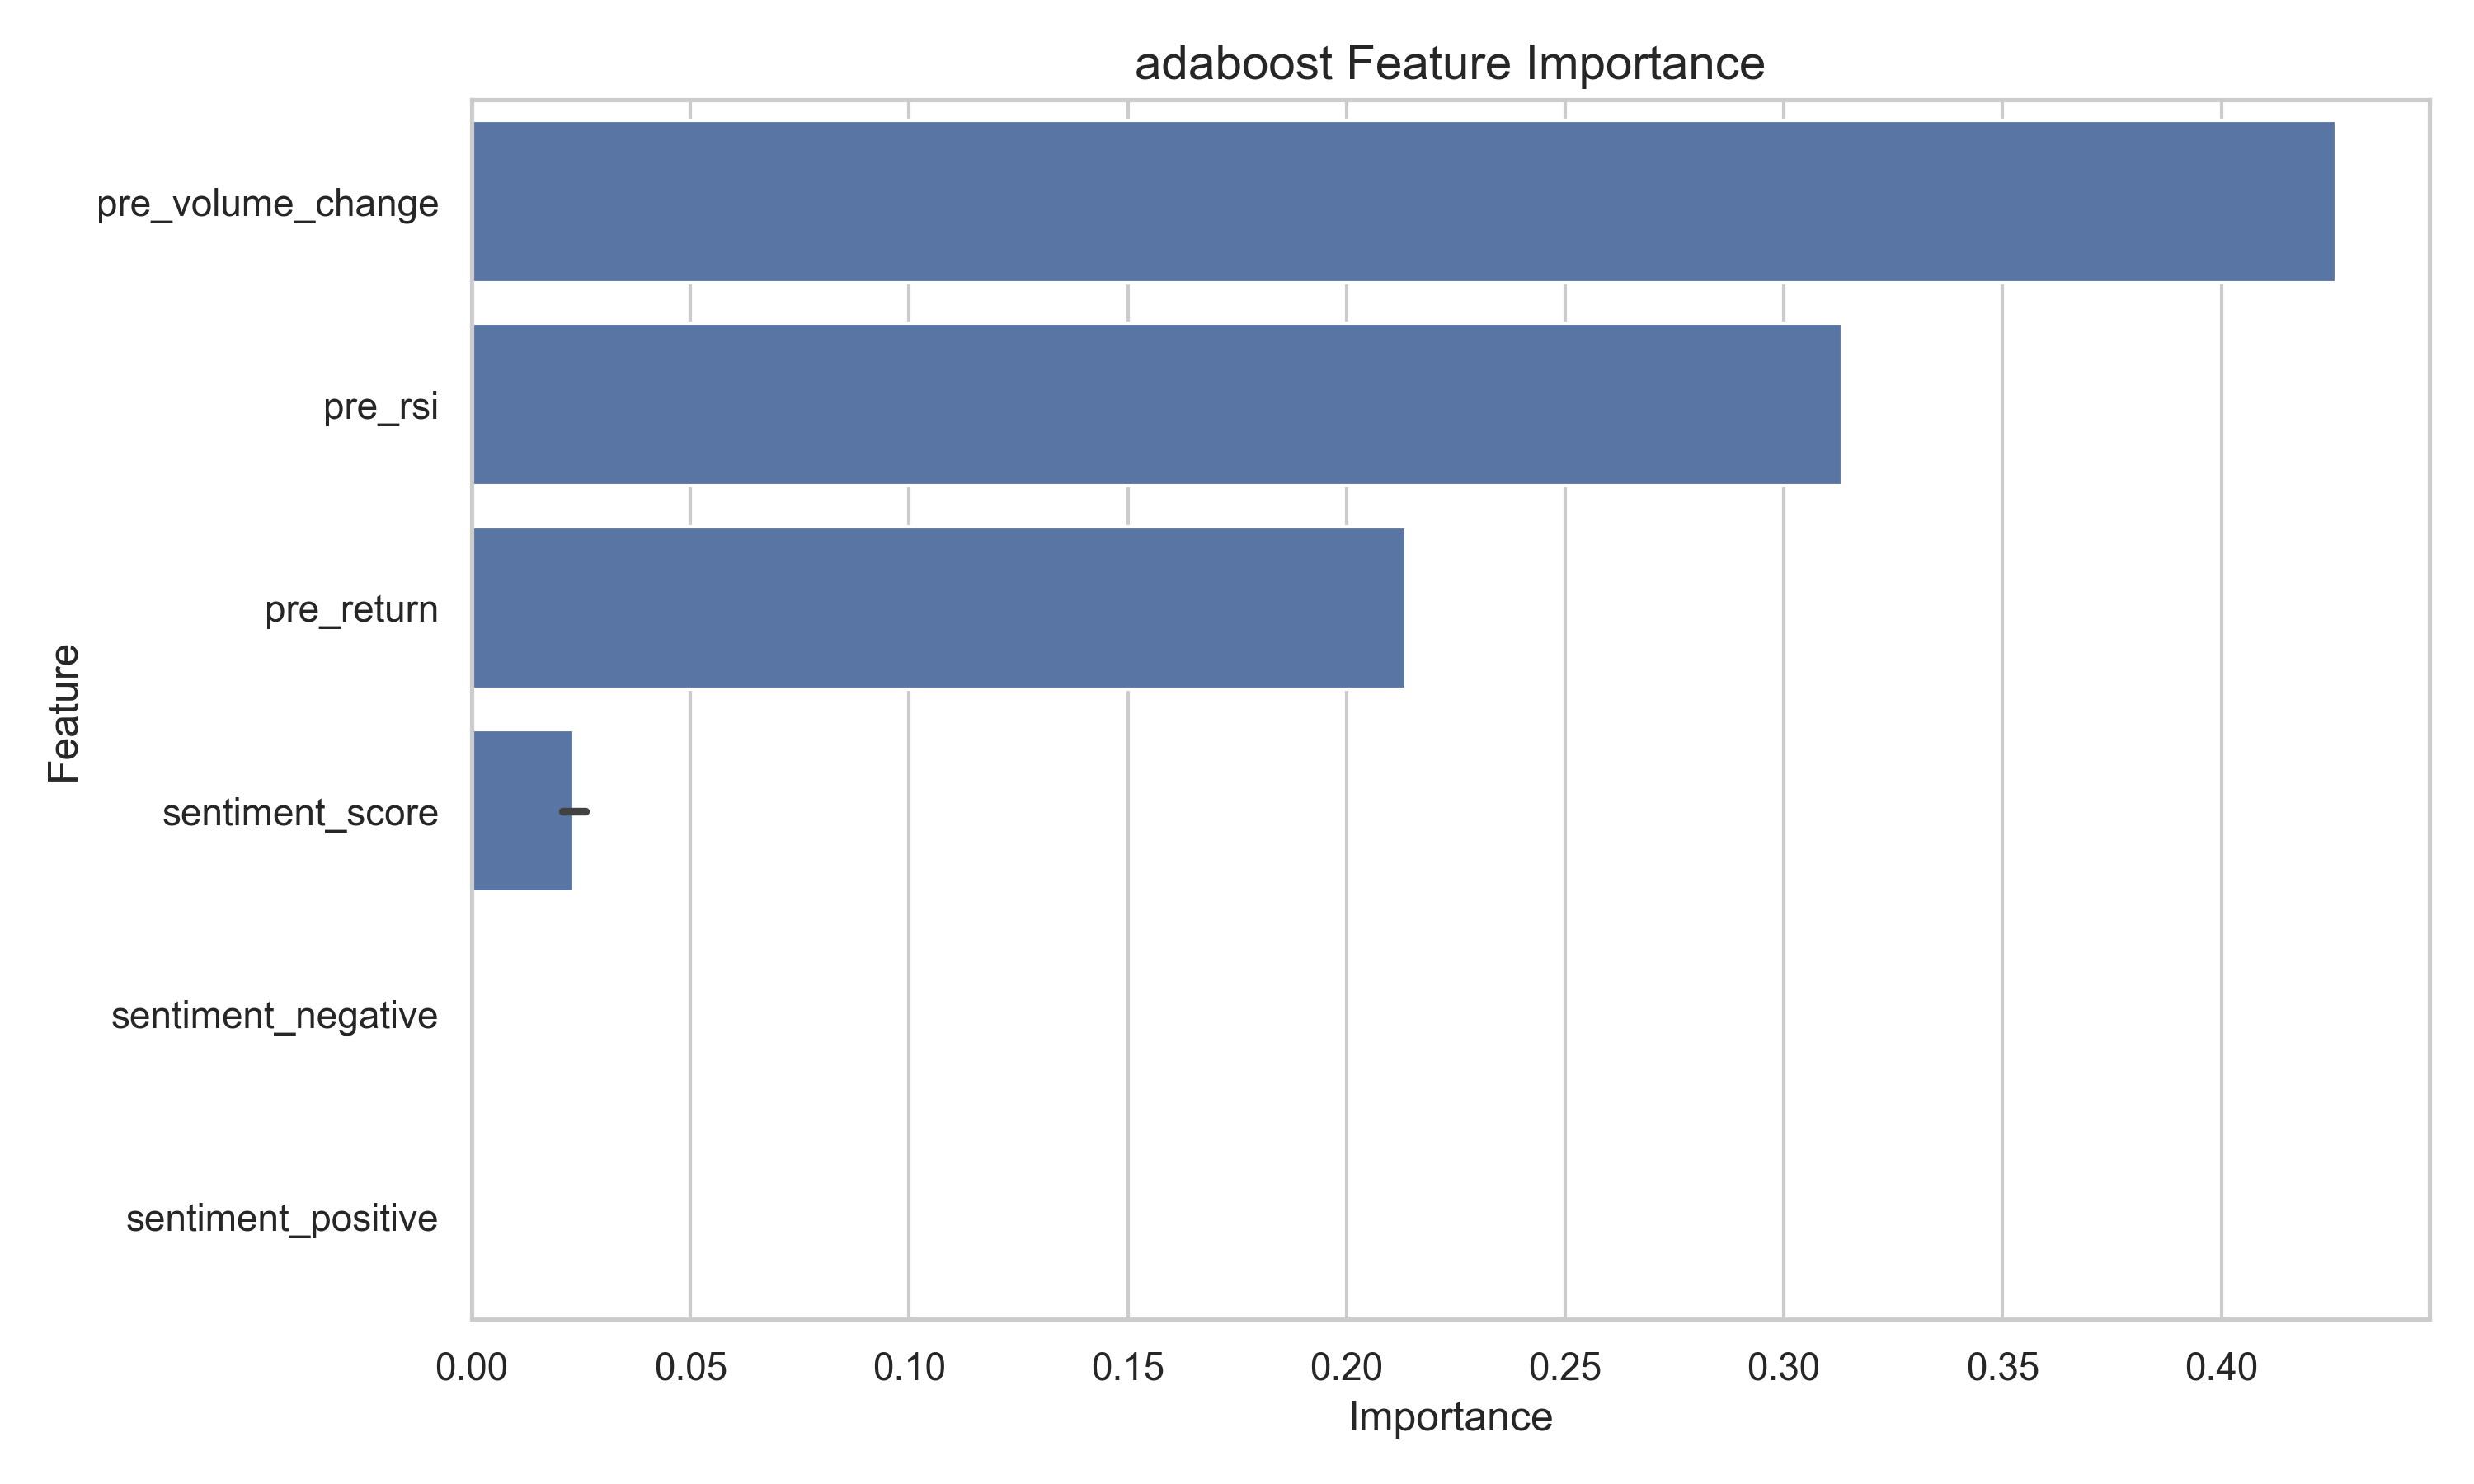 adaboost Feature Importance
pre_volume_change
pre_rsi
pre_return
sentiment_score
sentiment_negative
sentiment_positive
Feature
0.00 0.05 0.10 0.15 0.20 0.25 0.30 0.35 0.40
Importance